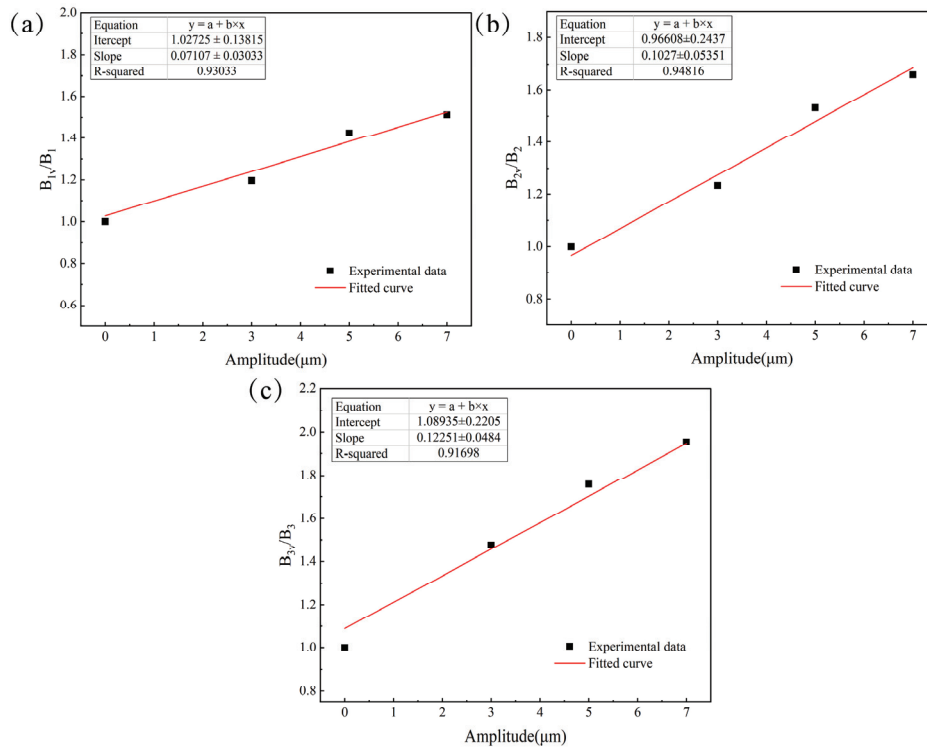 (a)
Equation y = a + b×x
Itercept 1.02725 ± 0.13815
Slope 0.07107 ± 0.03033
R-squared 0.93033
2.0
1.8
1.6
1.4
1.2
1.0
0.8
0.6
B1v/B1
Experimental data
Fitted curve
0 1 2 3 4 5 6 7
Amplitude(μm)
(b)
Equation y = a + b×x
Intercept 0.96608±0.2437
Slope 0.1027±0.05351
R-squared 0.94816
1.8
1.6
1.4
1.2
1.0
0.8
B2v/B2
Experimental data
Fitted curve
0 1 2 3 4 5 6 7
Amplitude(μm)
(c)
Equation y = a + b×x
Intercept 1.08935±0.2205
Slope 0.12251±0.0484
R-squared 0.91698
2.2
2.0
1.8
1.6
1.4
1.2
1.0
0.8
B3v/B3
Experimental data
Fitted curve
0 1 2 3 4 5 6 7
Amplitude(μm)